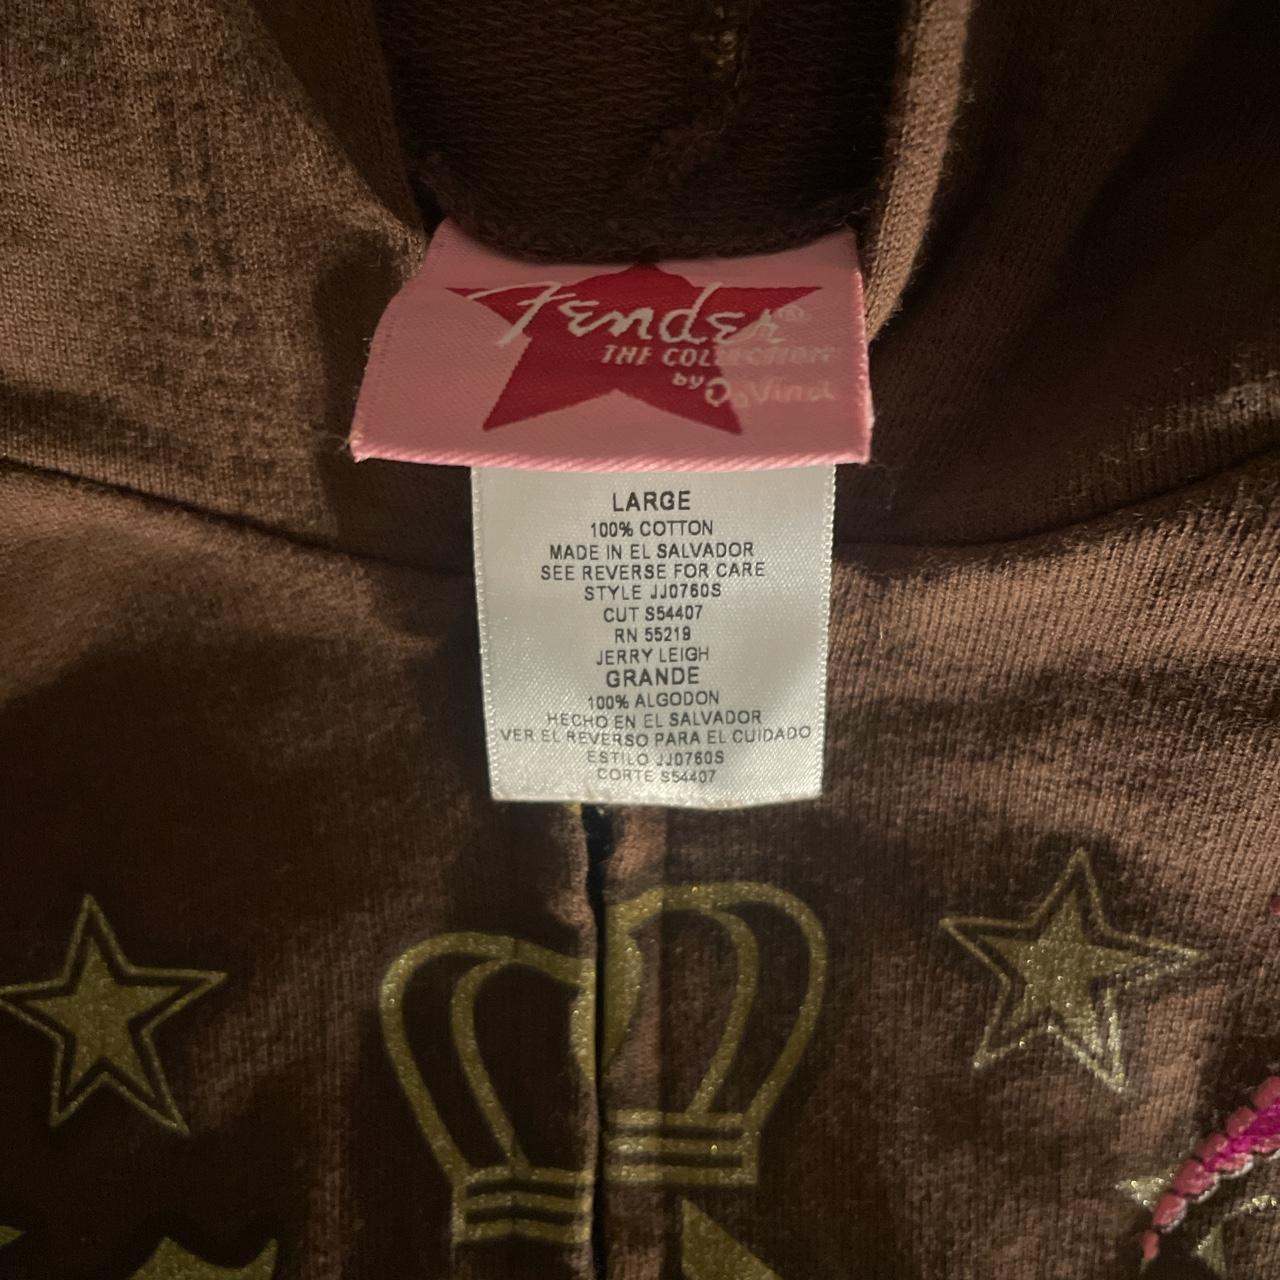 Fender®
THE COLLECTION
by DaVinci
LARGE
100% COTTON
MADE IN EL SALVADOR
SEE REVERSE FOR CARE
STYLE JJ0760S
CUT S54407
RN 55219
JERRY LEIGH
GRANDE
100% ALGODON
HECHO EN EL SALVADOR
VER EL REVERSO PARA EL CUIDADO
ESTILO JJ0760S
CORTE S54407